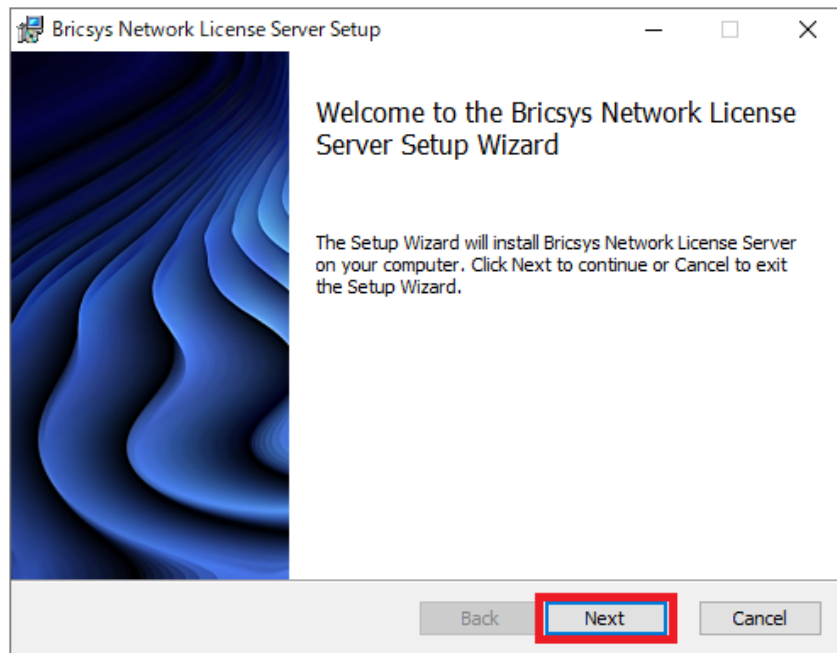 Bricsys Network License Server Setup
Welcome to the Bricsys Network License
Server Setup Wizard
The Setup Wizard will install Bricsys Network License Server
on your computer. Click Next to continue or Cancel to exit
the Setup Wizard.
Back
Next
Cancel